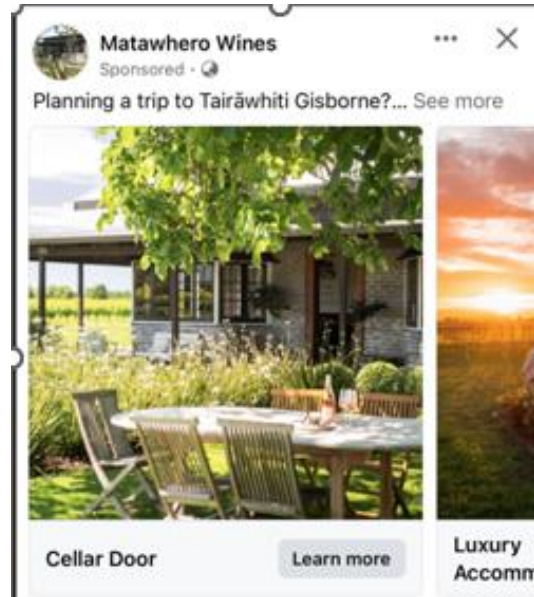 Matawhero Wines
Sponsored ·
Planning a trip to Tairāwhiti Gisborne?... See more
Cellar Door
Learn more
Luxury
Accomm